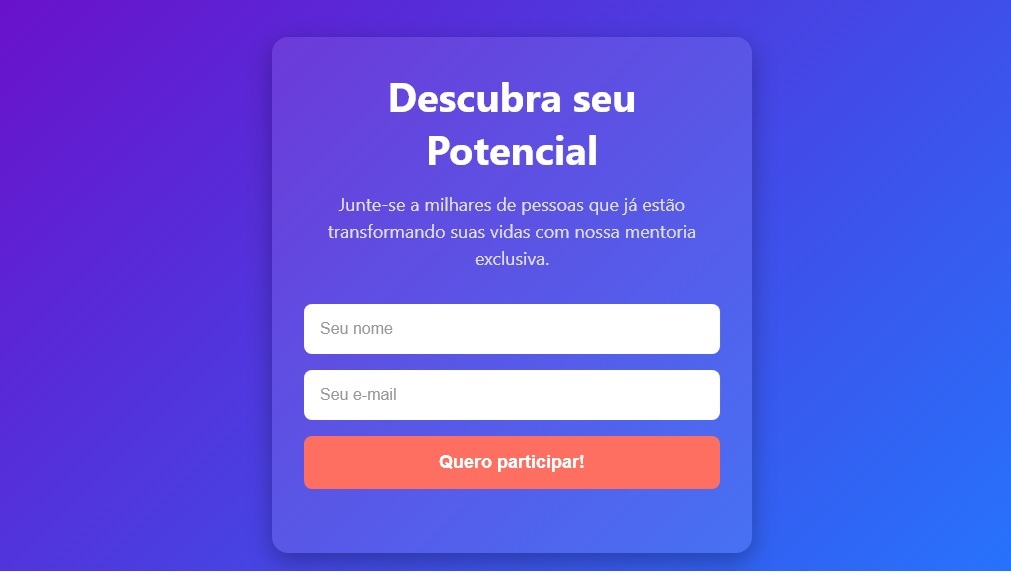 Descubra seu
Potencial
Junte-se a milhares de pessoas que já estão
transformando suas vidas com nossa mentoria
exclusiva.
Seu nome
Seu e-mail
Quero participar!